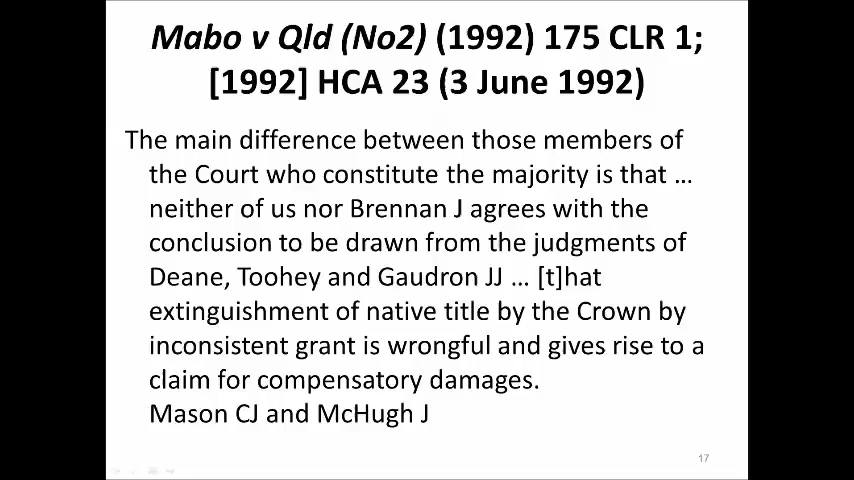 Mabo v Qld (No2) (1992) 175 CLR 1;
[1992] HCA 23 (3 June 1992)
The main difference between those members of
the Court who constitute the majority is that …
neither of us nor Brennan J agrees with the
conclusion to be drawn from the judgments of
Deane, Toohey and Gaudron JJ … [t]hat
extinguishment of native title by the Crown by
inconsistent grant is wrongful and gives rise to a
claim for compensatory damages.
Mason CJ and McHugh J
17